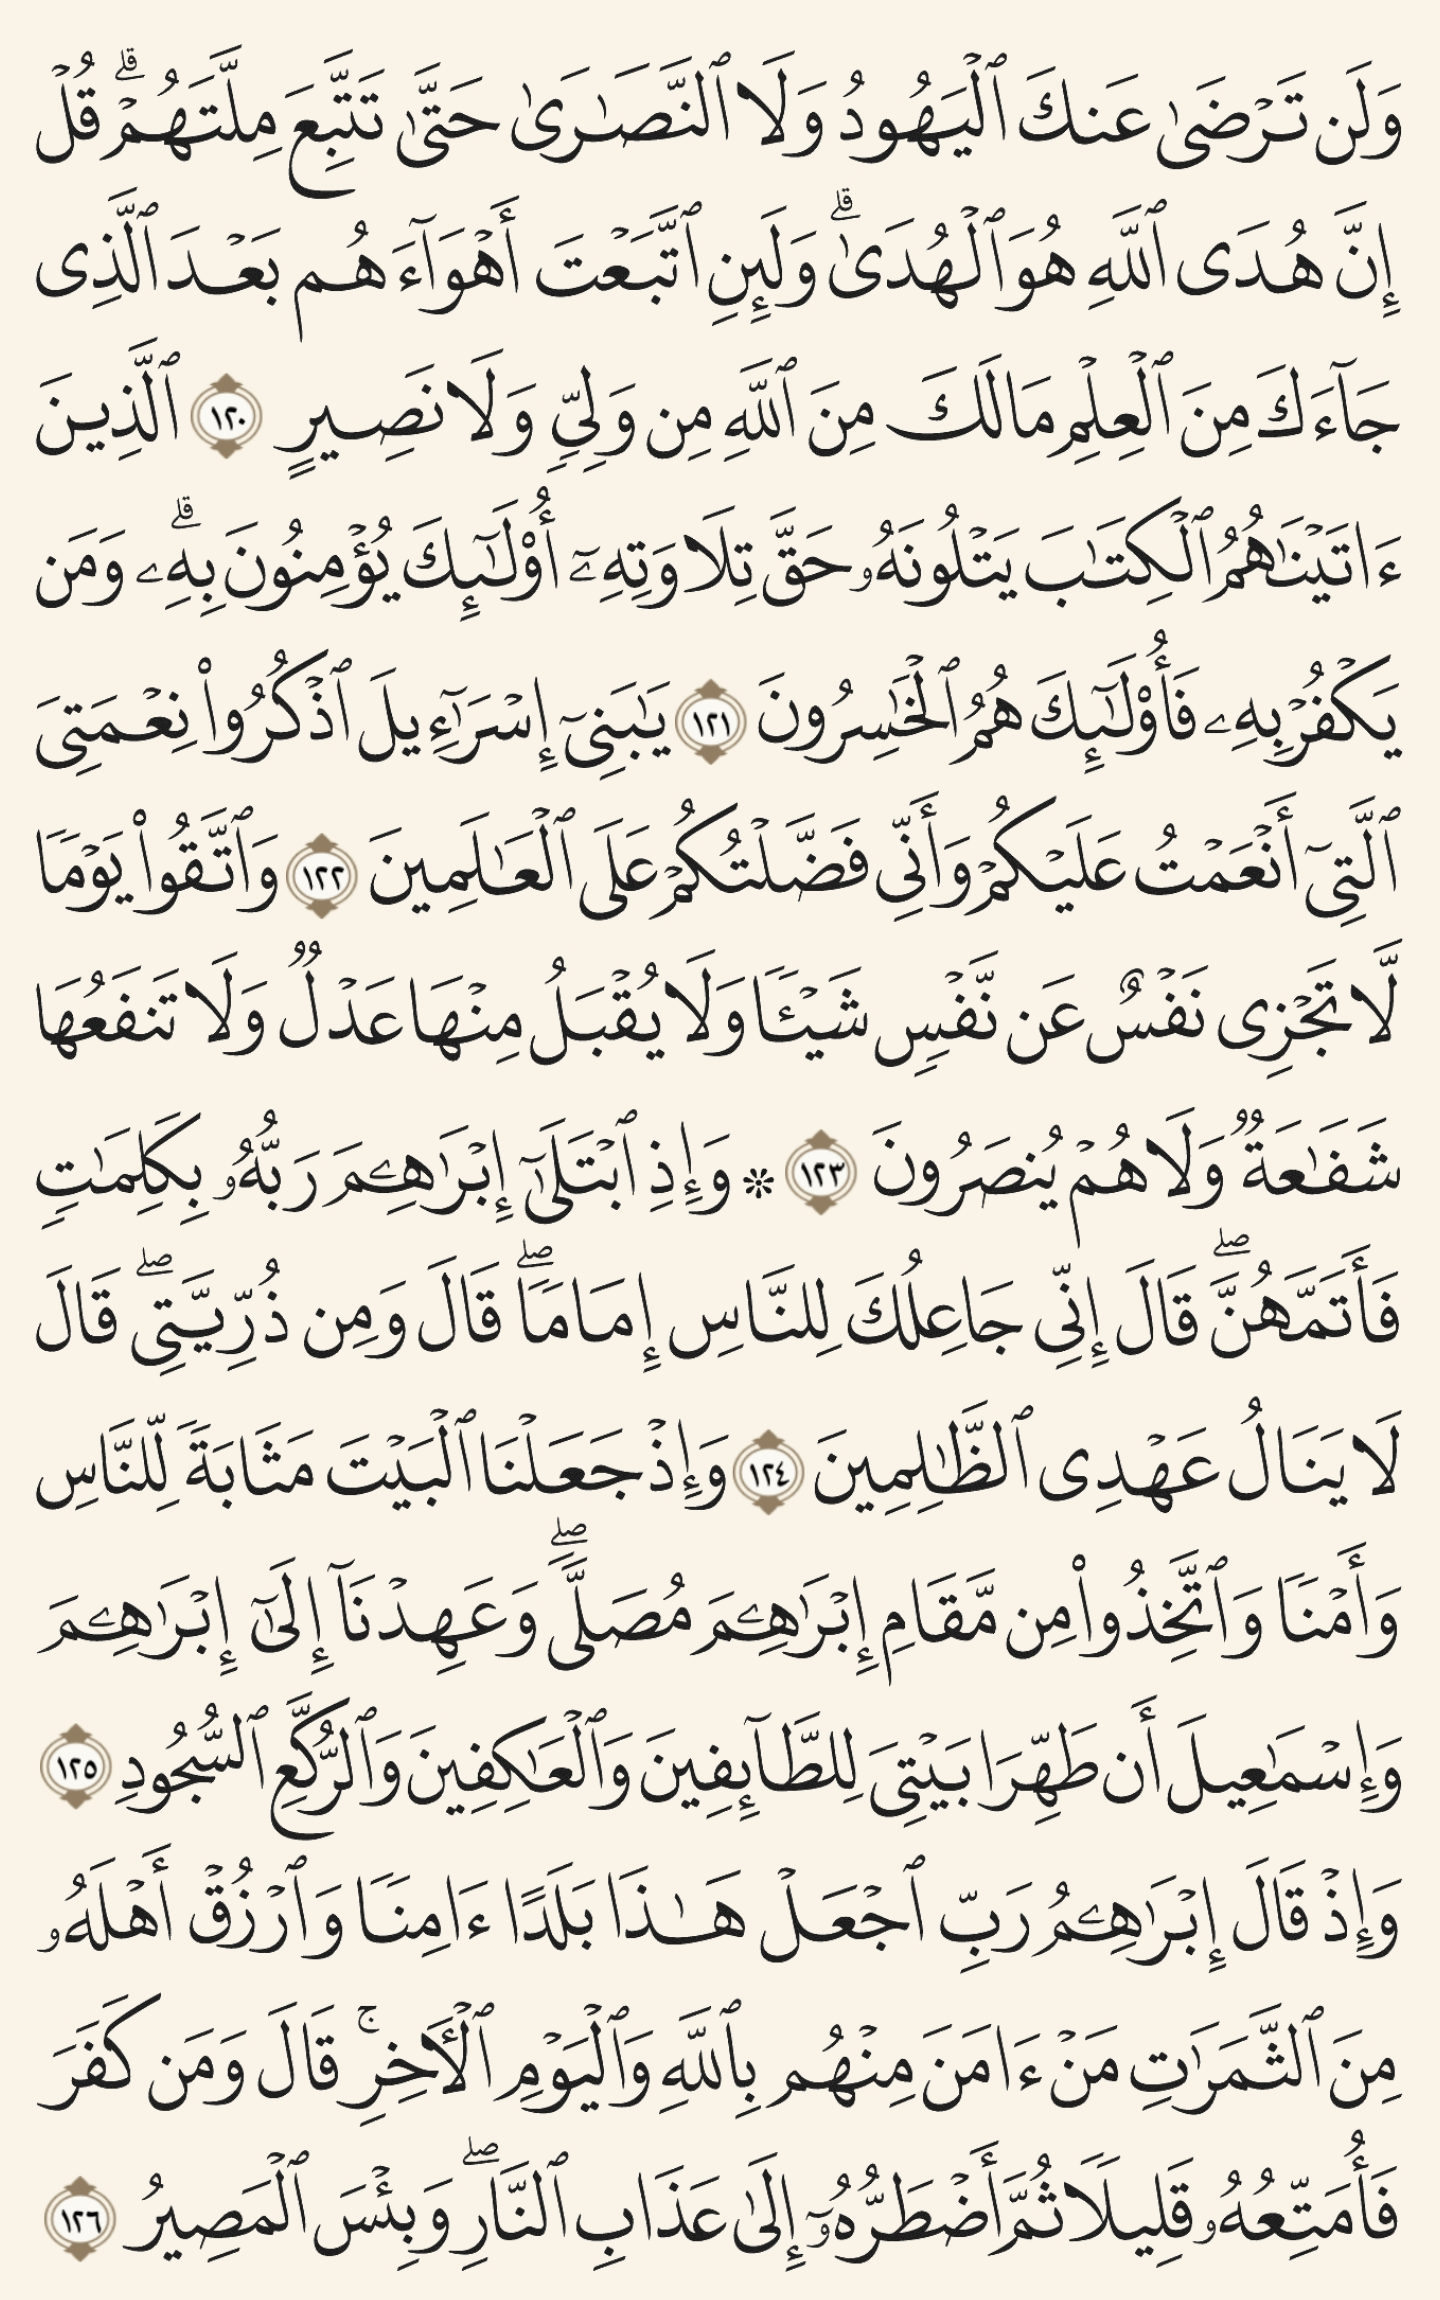 وَلَن تَرۡضَىٰ عَنكَ ٱلۡيَهُودُ وَلَا ٱلنَّصَٰرَىٰ حَتَّىٰ تَتَّبِعَ مِلَّتَهُمۡۗ قُلۡ
إِنَّ هُدَى ٱللَّهِ هُوَ ٱلۡهُدَىٰۗ وَلَئِنِ ٱتَّبَعۡتَ أَهۡوَآءَهُم بَعۡدَ ٱلَّذِى
جَآءَكَ مِنَ ٱلۡعِلۡمِ مَا لَكَ مِنَ ٱللَّهِ مِن وَلِيّٖ وَلَا نَصِيرٍ ١٢٠ ٱلَّذِينَ
ءَاتَيۡنَٰهُمُ ٱلۡكِتَٰبَ يَتۡلُونَهُۥ حَقَّ تِلَاوَتِهِۦٓ أُوْلَٰٓئِكَ يُؤۡمِنُونَ بِهِۦۗ وَمَن
يَكۡفُرۡ بِهِۦ فَأُوْلَٰٓئِكَ هُمُ ٱلۡخَٰسِرُونَ ١٢١ يَٰبَنِىٓ إِسۡرَٰٓءِيلَ ٱذۡكُرُواْ نِعۡمَتِىَ
ٱلَّتِىٓ أَنۡعَمۡتُ عَلَيۡكُمۡ وَأَنِّى فَضَّلۡتُكُمۡ عَلَى ٱلۡعَٰلَمِينَ ١٢٢ وَٱتَّقُواْ يَوۡمٗا
لَّا تَجۡزِى نَفۡسٌ عَن نَّفۡسٖ شَيۡـٔٗا وَلَا يُقۡبَلُ مِنۡهَا عَدۡلٞ وَلَا تَنفَعُهَا
شَفَٰعَةٞ وَلَا هُمۡ يُنصَرُونَ ١٢٣ ۞ وَإِذِ ٱبۡتَلَىٰٓ إِبۡرَٰهِـۧمَ رَبُّهُۥ بِكَلِمَٰتٖ
فَأَتَمَّهُنَّۖ قَالَ إِنِّى جَاعِلُكَ لِلنَّاسِ إِمَامٗاۖ قَالَ وَمِن ذُرِّيَّتِىۖ قَالَ
لَا يَنَالُ عَهۡدِى ٱلظَّٰلِمِينَ ١٢٤ وَإِذۡ جَعَلۡنَا ٱلۡبَيۡتَ مَثَابَةٗ لِّلنَّاسِ
وَأَمۡنٗا وَٱتَّخِذُواْ مِن مَّقَامِ إِبۡرَٰهِـۧمَ مُصَلّٗىۖ وَعَهِدۡنَآ إِلَىٰٓ إِبۡرَٰهِـۧمَ
وَإِسۡمَٰعِيلَ أَن طَهِّرَا بَيۡتِىَ لِلطَّآئِفِينَ وَٱلۡعَٰكِفِينَ وَٱلرُّكَّعِ ٱلسُّجُودِ ١٢٥
وَإِذۡ قَالَ إِبۡرَٰهِـۧمُ رَبِّ ٱجۡعَلۡ هَٰذَا بَلَدًا ءَامِنٗا وَٱرۡزُقۡ أَهۡلَهُۥ
مِنَ ٱلثَّمَرَٰتِ مَنۡ ءَامَنَ مِنۡهُم بِٱللَّهِ وَٱلۡيَوۡمِ ٱلۡأٓخِرِۚ قَالَ وَمَن كَفَرَ
فَأُمَتِّعُهُۥ قَلِيلٗا ثُمَّ أَضۡطَرُّهُۥٓ إِلَىٰ عَذَابِ ٱلنَّارِۖ وَبِئۡسَ ٱلۡمَصِيرُ ١٢٦